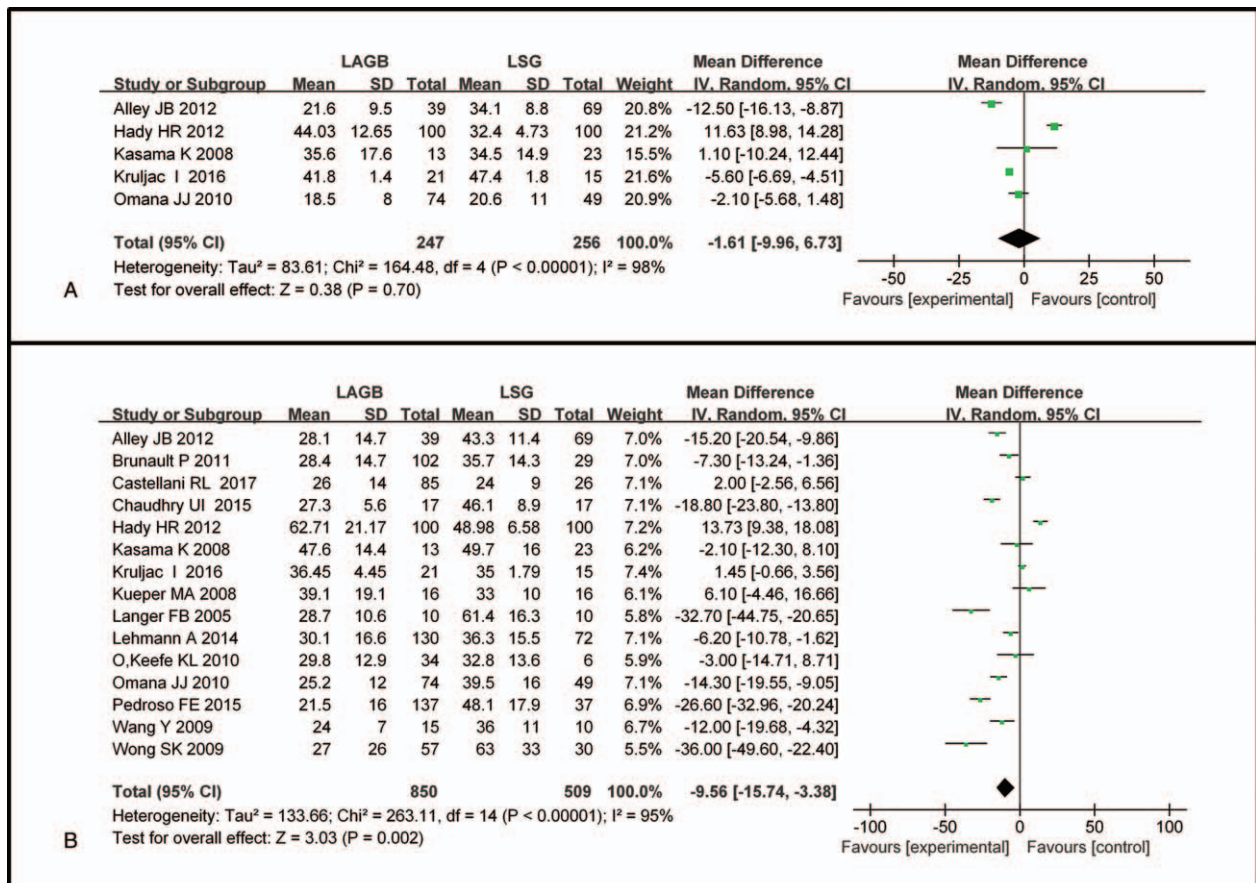 LAGB LSG Mean Difference Mean Difference
Study or Subgroup Mean SD Total Mean SD Total Weight IV, Random, 95% CI IV, Random, 95% CI
Alley JB 2012 21.6 9.5 39 34.1 8.8 69 20.8% -12.50 [-16.13, -8.87]
Hady HR 2012 44.03 12.65 100 32.4 4.73 100 21.2% 11.63 [8.98, 14.28]
Kasama K 2008 35.6 17.6 13 34.5 14.9 23 15.5% 1.10 [-10.24, 12.44]
Kruljac I 2016 41.8 1.4 21 47.4 1.8 15 21.6% -5.60 [-6.69, -4.51]
Omana JJ 2010 18.5 8 74 20.6 11 49 20.9% -2.10 [-5.68, 1.48]
Total (95% CI) 247 256 100.0% -1.61 [-9.96, 6.73]
Heterogeneity: Tau² = 83.61; Chi² = 164.48, df = 4 (P < 0.00001); I² = 98%
-50 -25 0 25 50
A Test for overall effect: Z = 0.38 (P = 0.70)
Favours [experimental] Favours [control]
LAGB LSG Mean Difference Mean Difference
Study or Subgroup Mean SD Total Mean SD Total Weight IV, Random, 95% CI IV, Random, 95% CI
Alley JB 2012 28.1 14.7 39 43.3 11.4 69 7.0% -15.20 [-20.54, -9.86]
Brunault P 2011 28.4 14.7 102 35.7 14.3 29 7.0% -7.30 [-13.24, -1.36]
Castellani RL 2017 26 14 85 24 9 26 7.1% 2.00 [-2.56, 6.56]
Chaudhry UI 2015 27.3 5.6 17 46.1 8.9 17 7.1% -18.80 [-23.80, -13.80]
Hady HR 2012 62.71 21.17 100 48.98 6.58 100 7.2% 13.73 [9.38, 18.08]
Kasama K 2008 47.6 14.4 13 49.7 16 23 6.2% -2.10 [-12.30, 8.10]
Kruljac I 2016 36.45 4.45 21 35 1.79 15 7.4% 1.45 [-0.66, 3.56]
Kueper MA 2008 39.1 19.1 16 33 10 16 6.1% 6.10 [-4.46, 16.66]
Langer FB 2005 28.7 10.6 10 61.4 16.3 10 5.8% -32.70 [-44.75, -20.65]
Lehmann A 2014 30.1 16.6 130 36.3 15.5 72 7.1% -6.20 [-10.78, -1.62]
O,Keefe KL 2010 29.8 12.9 34 32.8 13.6 6 5.9% -3.00 [-14.71, 8.71]
Omana JJ 2010 25.2 12 74 39.5 16 49 7.0% -14.30 [-19.55, -9.05]
Pedroso FE 2015 21.5 16 137 48.1 17.9 37 6.9% -26.60 [-32.96, -20.24]
Wang Y 2009 24 7 15 36 11 10 6.7% -12.00 [-19.68, -4.32]
Wong SK 2009 27 26 57 63 33 30 5.5% -36.00 [-49.60, -22.40]
Total (95% CI) 850 509 100.0% -9.56 [-15.74, -3.38]
Heterogeneity: Tau² = 133.66; Chi² = 263.11, df = 14 (P < 0.00001); I² = 95%
-100 -50 0 50 100
B Test for overall effect: Z = 3.03 (P = 0.002)
Favours [experimental] Favours [control]